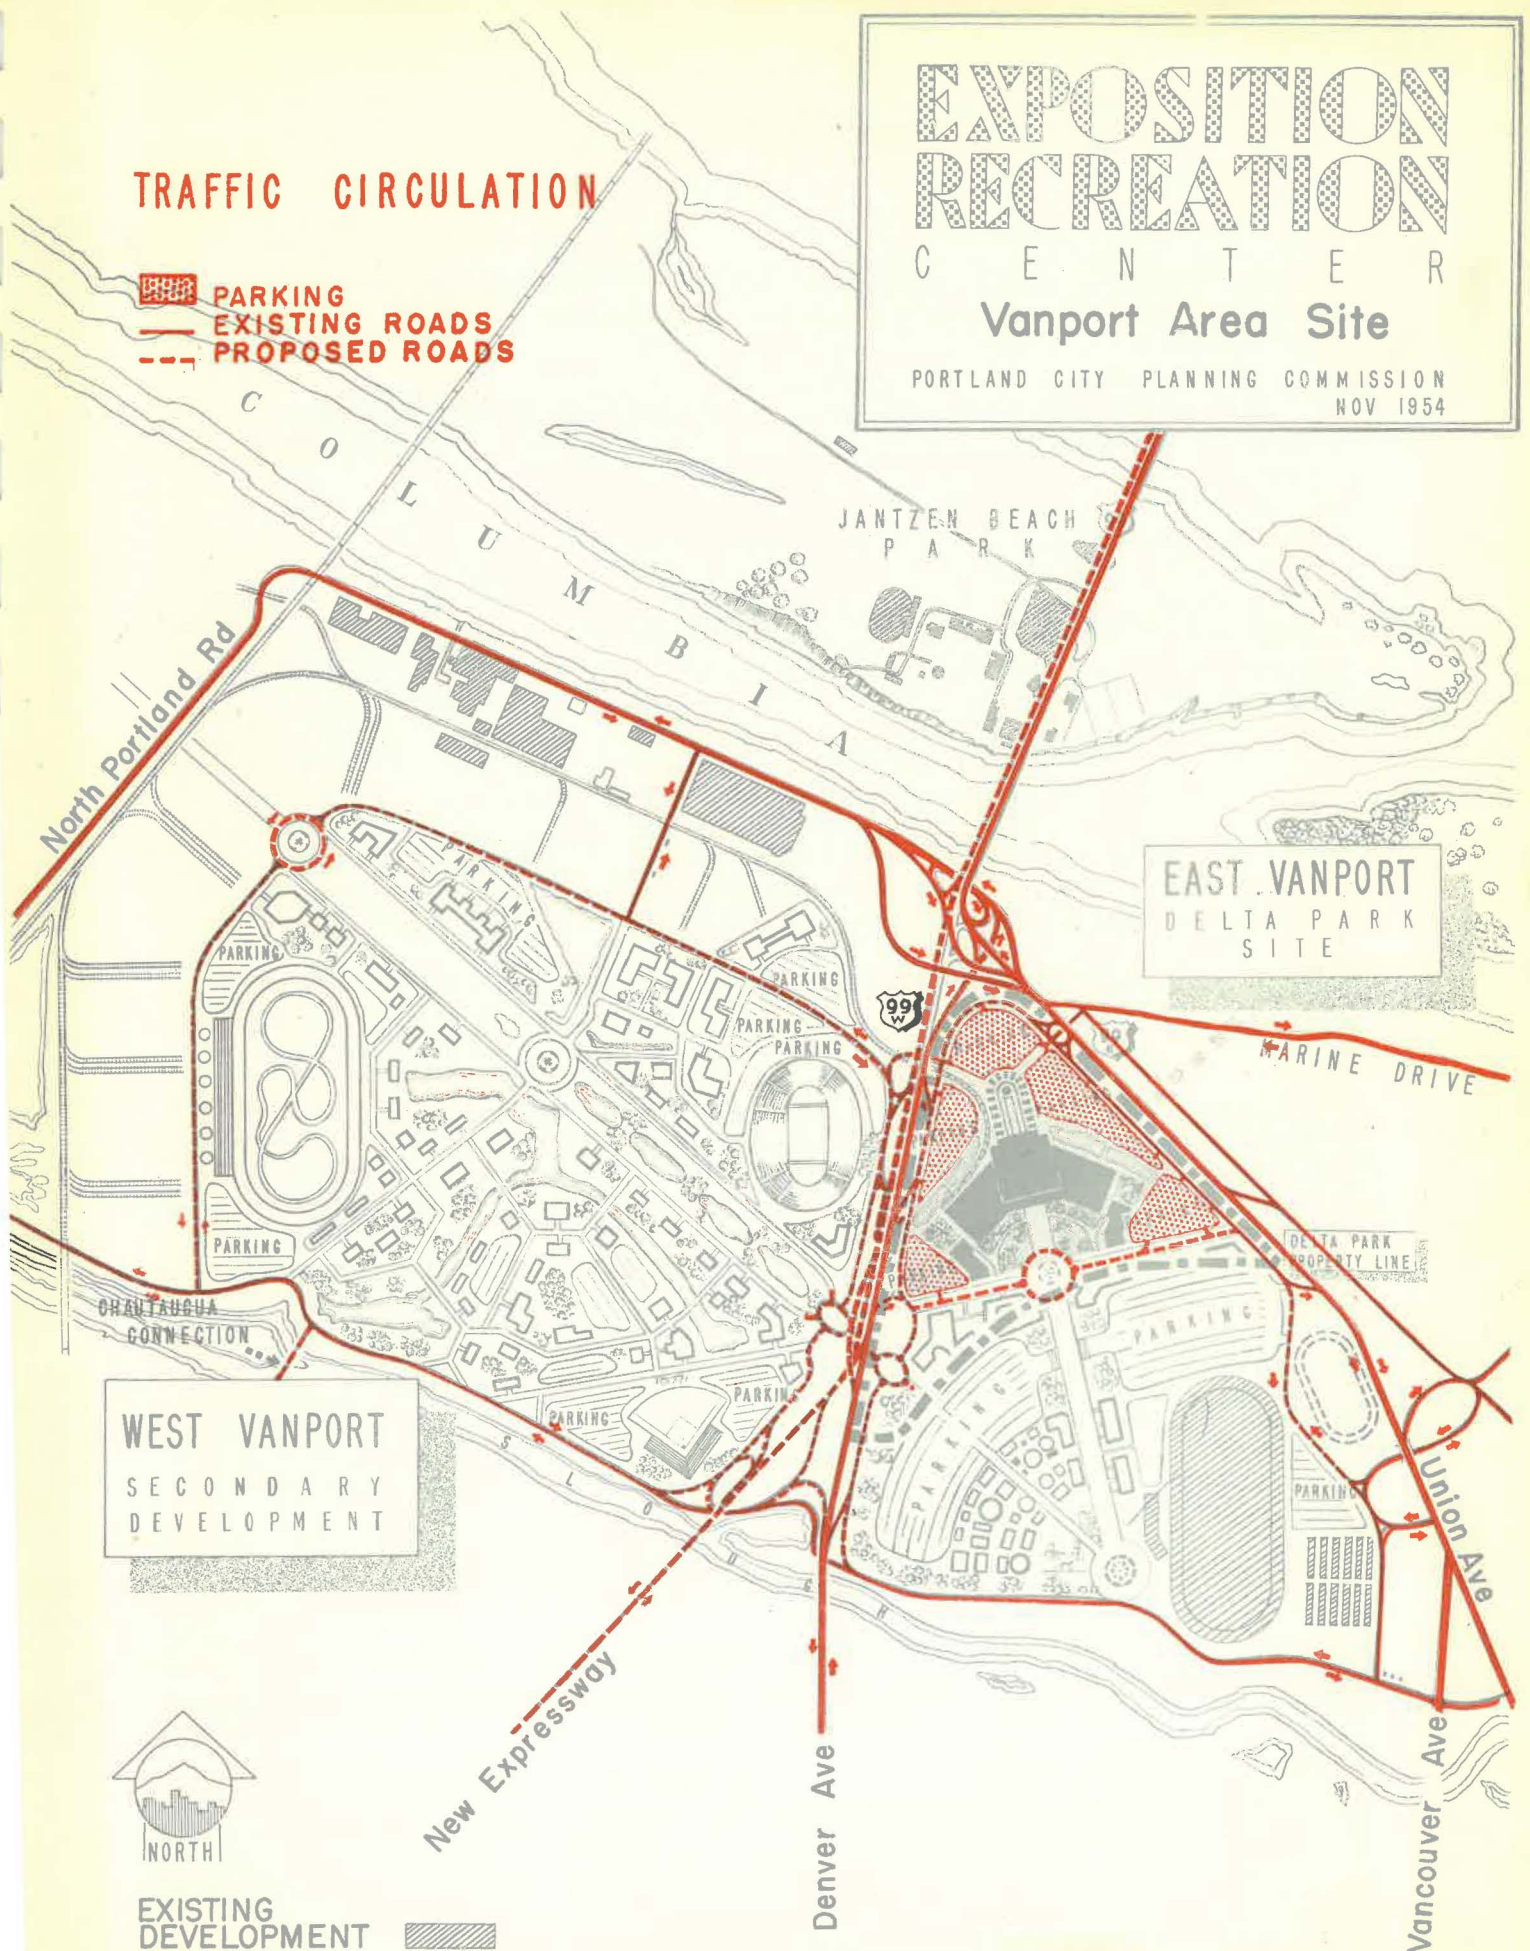 EXPOSITION
RECREATION
CENTER
Vanport Area Site
PORTLAND CITY PLANNING COMMISSION
NOV 1954
TRAFFIC CIRCULATION
PARKING
EXISTING ROADS
PROPOSED ROADS
COLUMBIA
JANTZEN BEACH
PARK
North Portland Rd
EAST VANPORT
DELTA PARK
SITE
PARKING
PARKING
PARKING
PARKING
PARKING
99
W
MARINE DRIVE
PARKING
DELTA PARK
PROPERTY LINE
CHAUTAUQUA
CONNECTION
PARKING
PARKING
PARKING
PARKING
PARKING
WEST VANPORT
SECONDARY
DEVELOPMENT
SLOUGH
Union Ave
New Expressway
Denver Ave
Vancouver Ave
NORTH
EXISTING
DEVELOPMENT